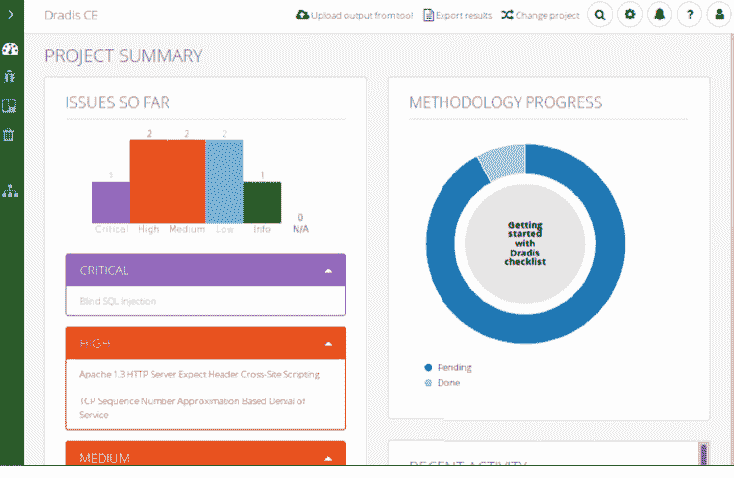 Dradis CE
Upload output from tool
Export results
Change project
?
PROJECT SUMMARY
ISSUES SO FAR
2
2
2
1
0
Critical
High
Medium
Low
Info
N/A
CRITICAL
Blind SQL Injection
HIGH
Apache 1.3 HTTP Server Expect Header Cross-Site Scripting
TCP Sequence Number Approximation Based Denial of
Service
MEDIUM
METHODOLOGY PROGRESS
Getting
started
with
Dradis
checklist
Pending
Done
RECENT ACTIVITY